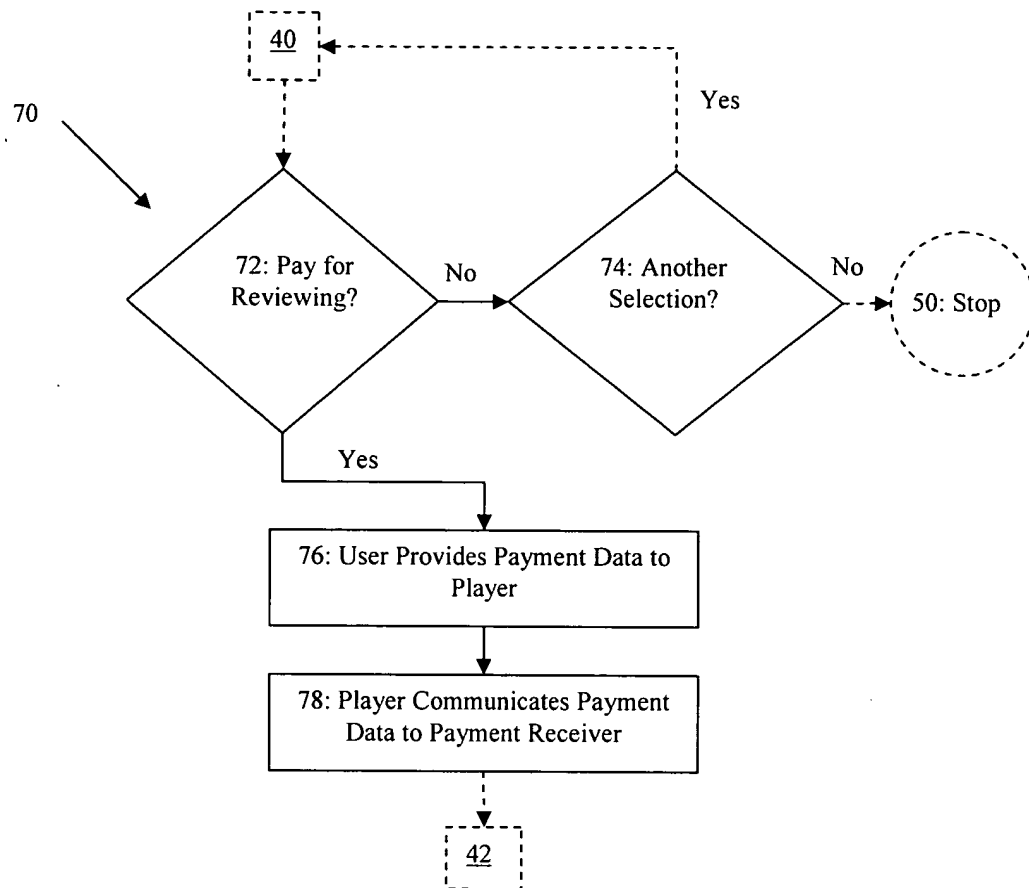 40
Yes
70
72: Pay for
Reviewing?
No
74: Another
Selection?
No
50: Stop
Yes
76: User Provides Payment Data to
Player
78: Player Communicates Payment
Data to Payment Receiver
42